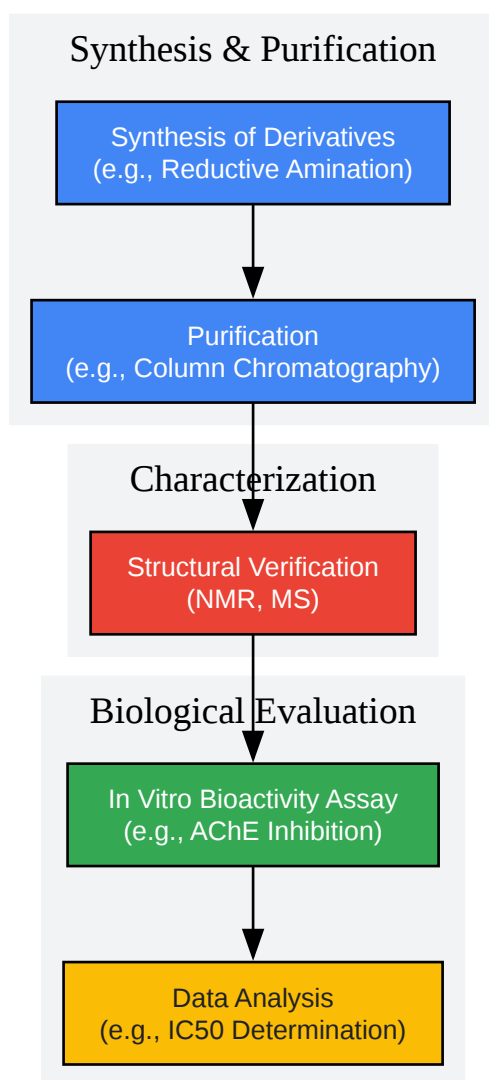 Synthesis & Purification
Synthesis of Derivatives
(e.g., Reductive Amination)
Purification
(e.g., Column Chromatography)
Characterization
Structural Verification
(NMR, MS)
Biological Evaluation
In Vitro Bioactivity Assay
(e.g., AChE Inhibition)
Data Analysis
(e.g., IC50 Determination)